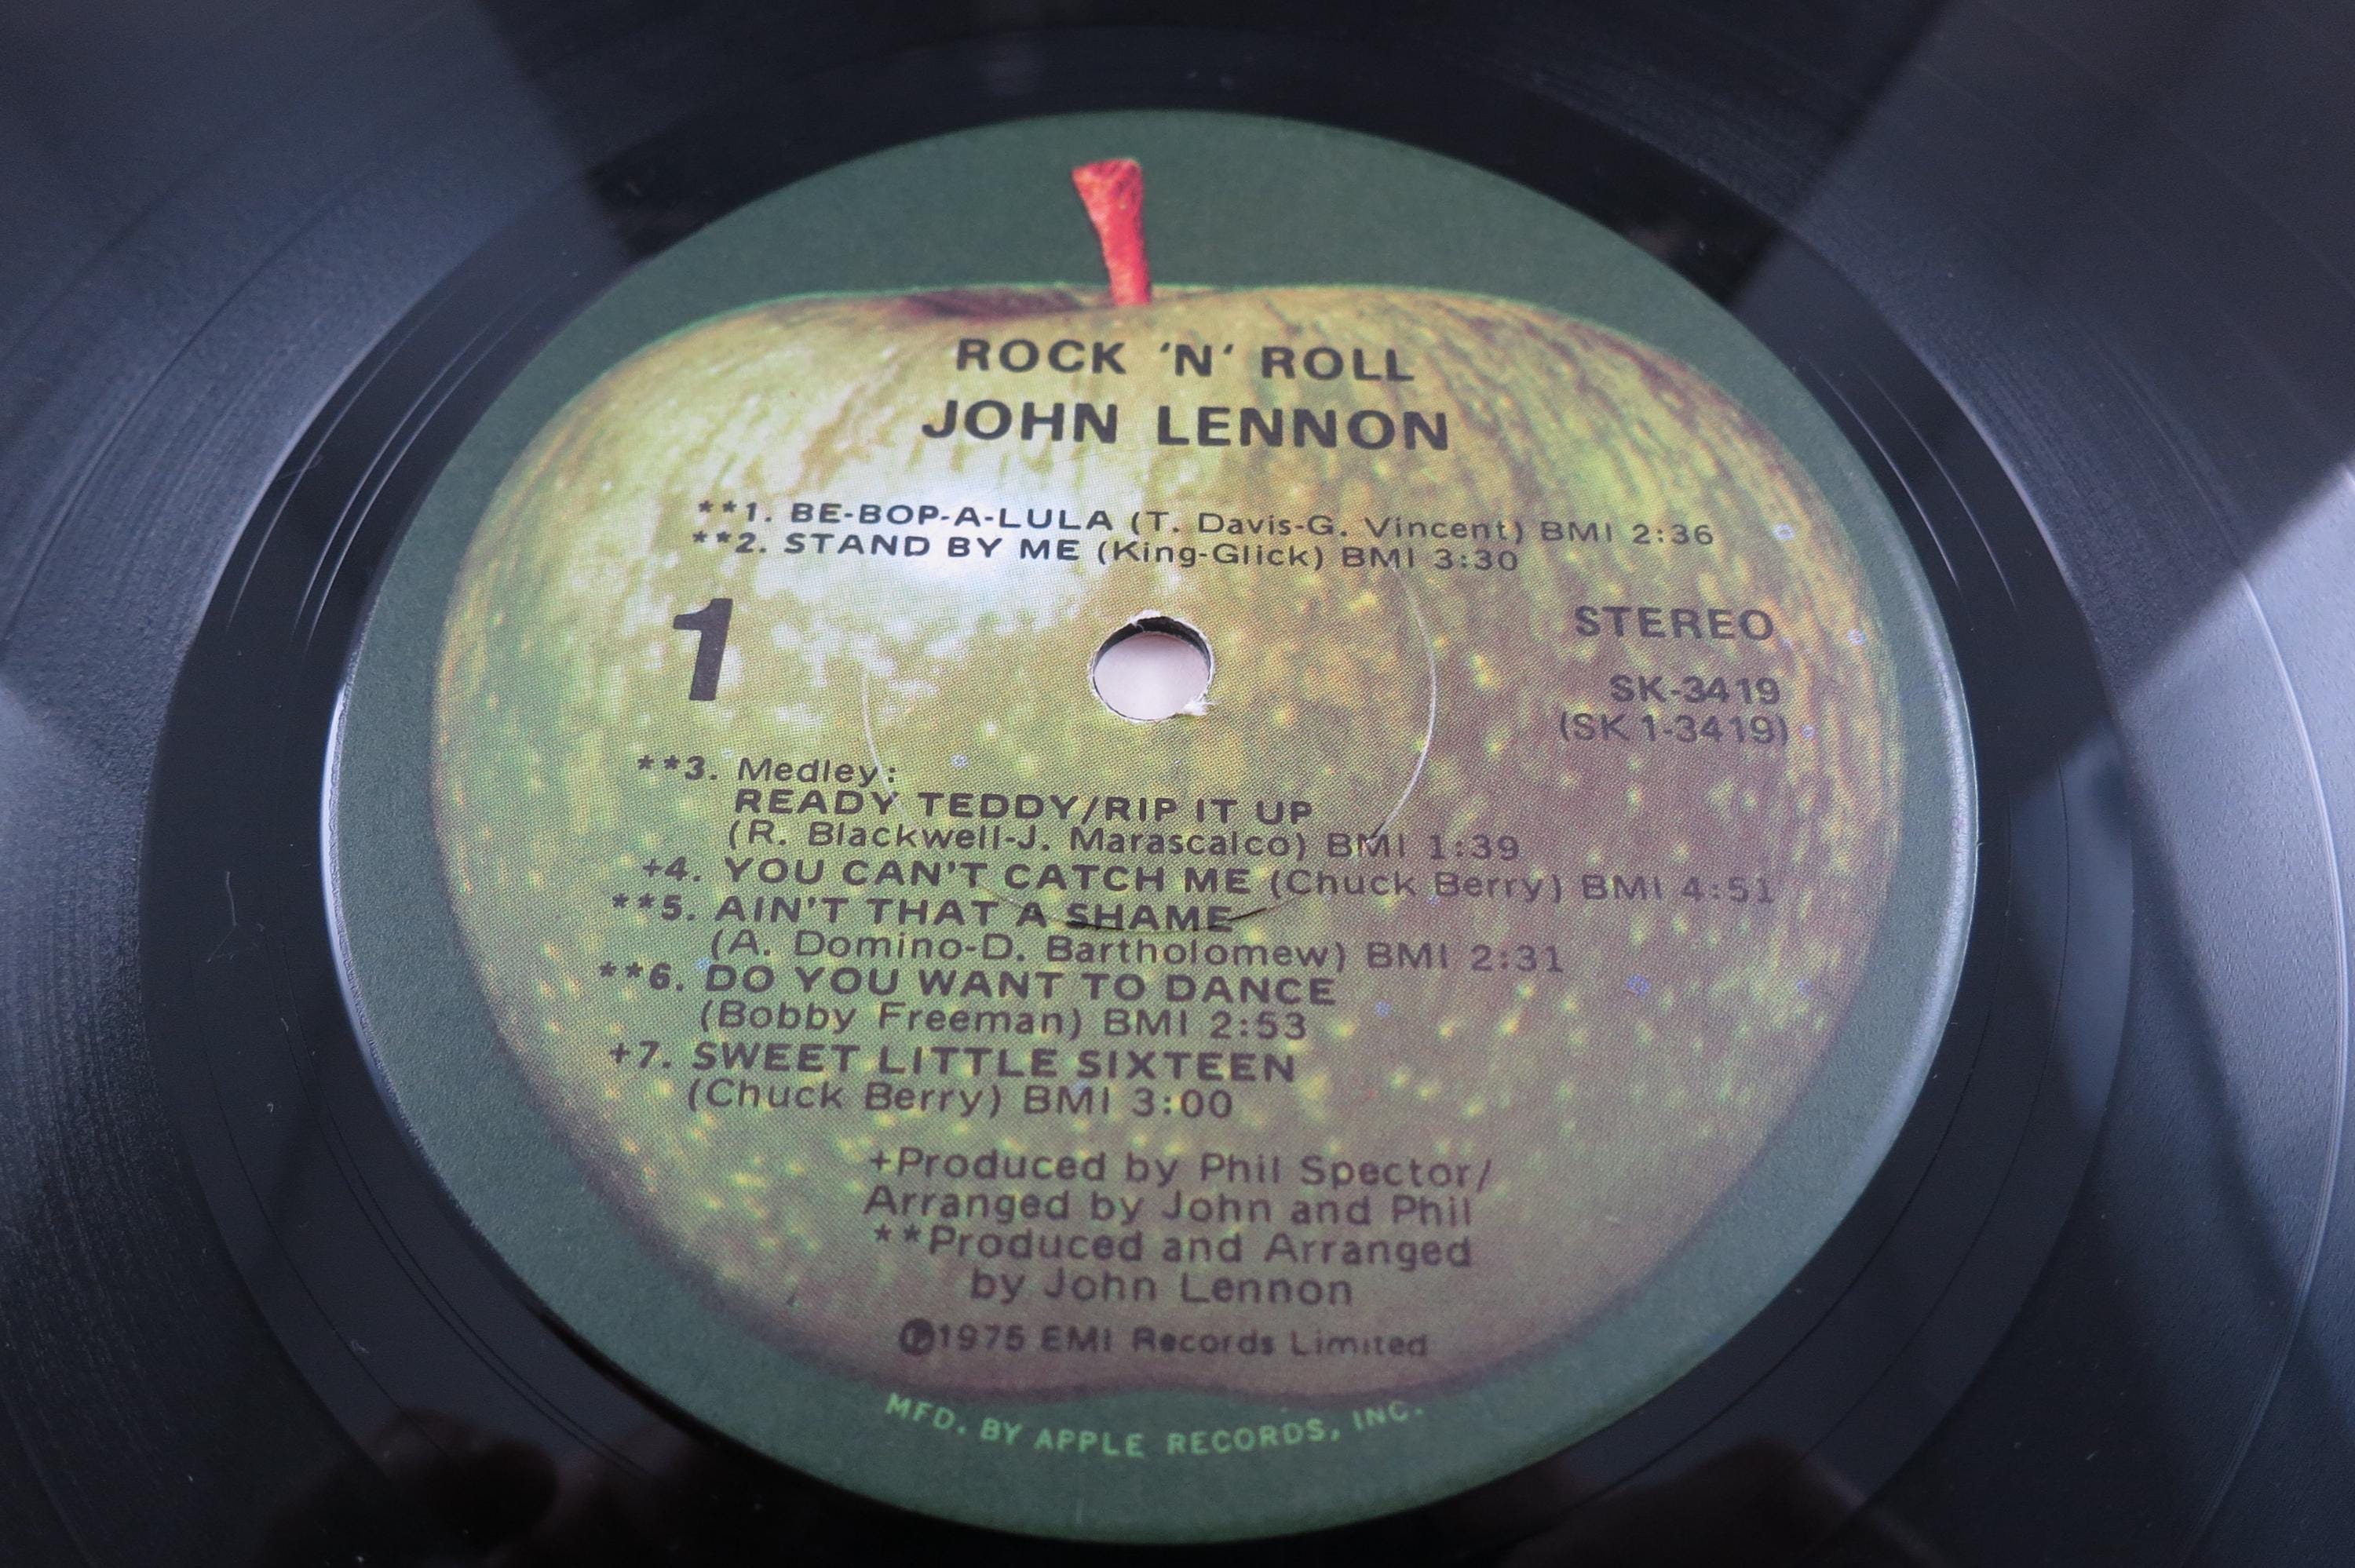 ROCK 'N' ROLL
JOHN LENNON
**1. BE-BOP-A-LULA (T. Davis-G. Vincent) BMI 2:36
**2. STAND BY ME (King-Glick) BMI 3:30
1
STEREO
SK-3419
(SK 1-3419)
**3. Medley:
READY TEDDY/RIP IT UP
(R. Blackwell-J. Marascalco) BMI 1:39
+4. YOU CAN'T CATCH ME (Chuck Berry) BMI 4:51
**5. AIN'T THAT A SHAME
(A. Domino-D. Bartholomew) BMI 2:31
**6. DO YOU WANT TO DANCE
(Bobby Freeman) BMI 2:53
+7. SWEET LITTLE SIXTEEN
(Chuck Berry) BMI 3:00
+Produced by Phil Spector/
Arranged by John and Phil
**Produced and Arranged
by John Lennon
℗1975 EMI Records Limited
MFD. BY APPLE RECORDS, INC.